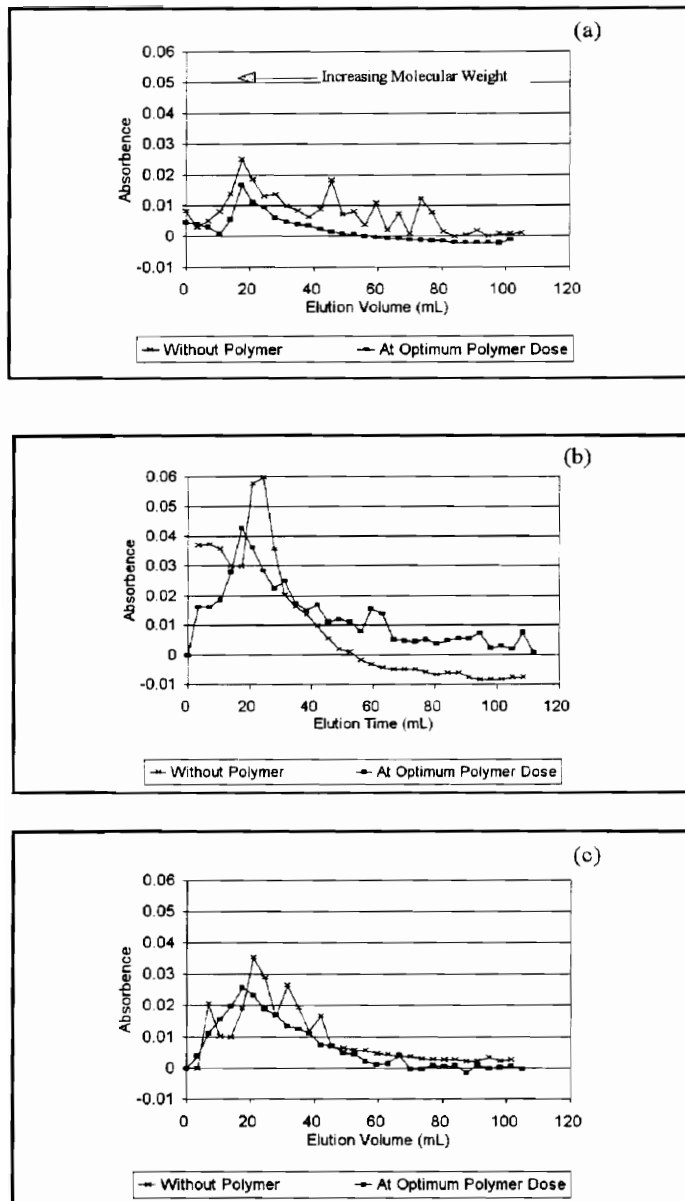 (a)
0.06
0.05
Increasing Molecular Weight
0.04
0.03
0.02
0.01
0
-0.01
Absorbence
0 20 40 60 80 100 120
Elution Volume (mL)
Without Polymer At Optimum Polymer Dose
(b)
0.06
0.05
0.04
0.03
0.02
0.01
0
-0.01
Absorbence
0 20 40 60 80 100 120
Elution Time (mL)
Without Polymer At Optimum Polymer Dose
(c)
0.06
0.05
0.04
0.03
0.02
0.01
0
-0.01
Absorbence
0 20 40 60 80 100 120
Elution Volume (mL)
Without Polymer At Optimum Polymer Dose